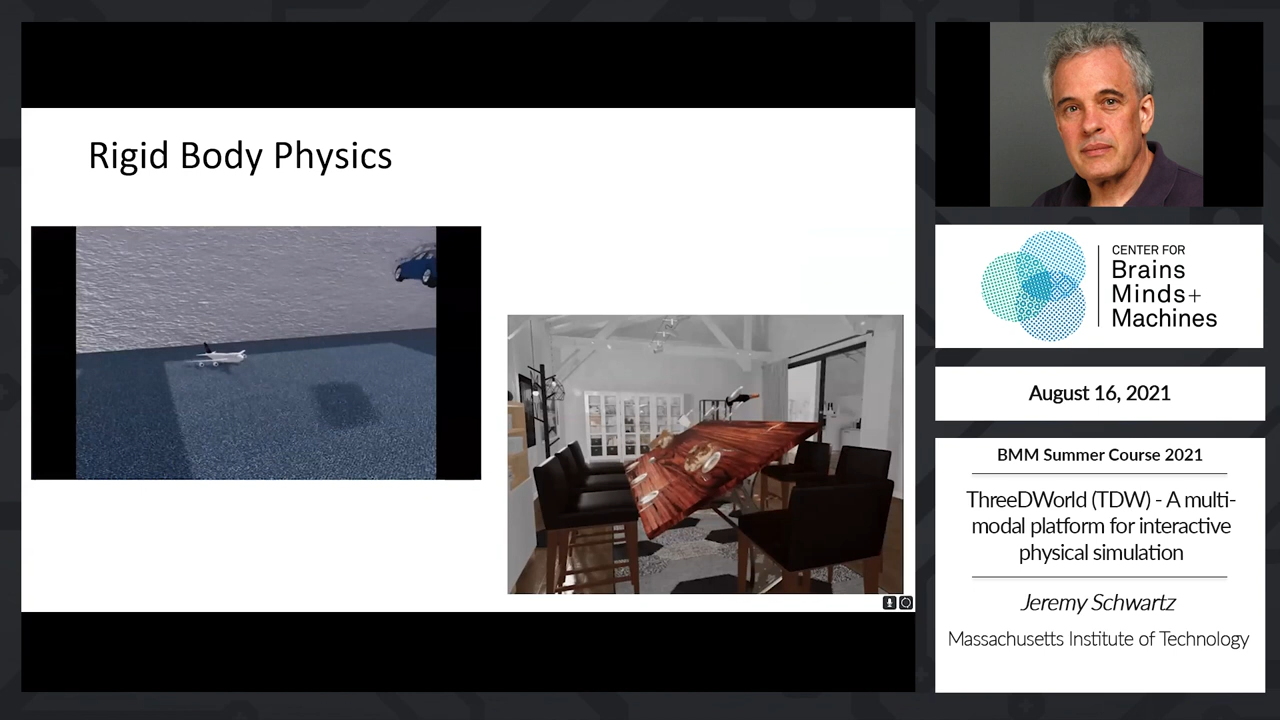 Rigid Body Physics
CENTER FOR
Brains
Minds+
Machines
August 16, 2021
BMM Summer Course 2021
ThreeDWorld (TDW) - A multi-
modal platform for interactive
physical simulation
Jeremy Schwartz
Massachusetts Institute of Technology